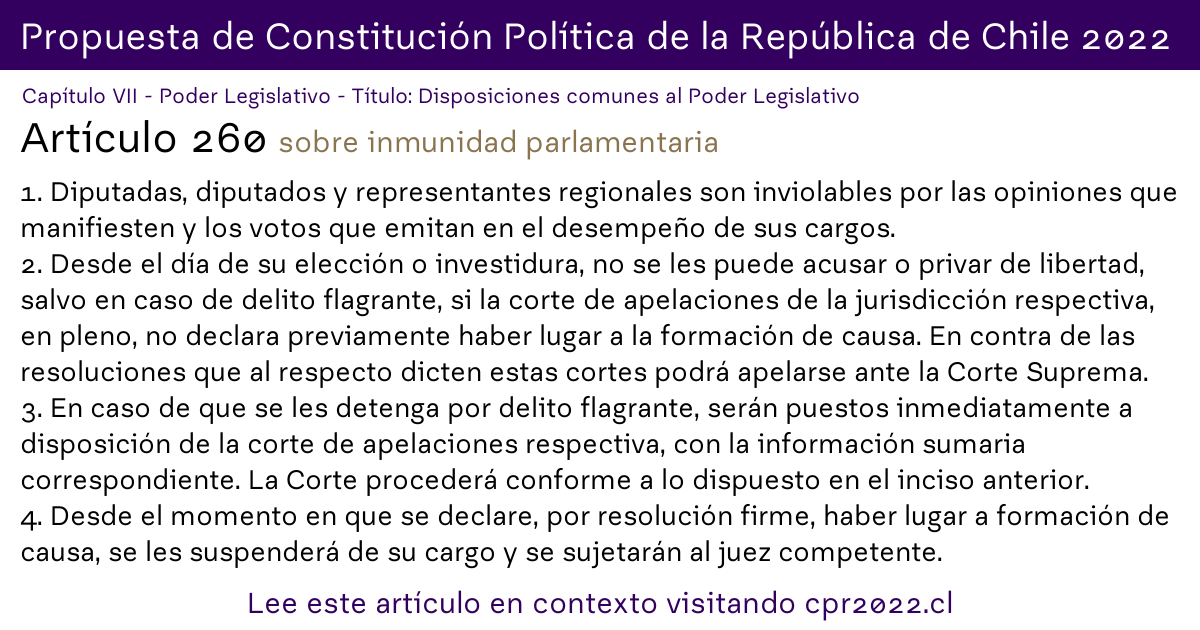 Propuesta de Constitución Política de la República de Chile 2022
Capítulo VII - Poder Legislativo - Título: Disposiciones comunes al Poder Legislativo
Artículo 260 sobre inmunidad parlamentaria
1. Diputadas, diputados y representantes regionales son inviolables por las opiniones que
manifiesten y los votos que emitan en el desempeño de sus cargos.
2. Desde el día de su elección o investidura, no se les puede acusar o privar de libertad,
salvo en caso de delito flagrante, si la corte de apelaciones de la jurisdicción respectiva,
en pleno, no declara previamente haber lugar a la formación de causa. En contra de las
resoluciones que al respecto dicten estas cortes podrá apelarse ante la Corte Suprema.
3. En caso de que se les detenga por delito flagrante, serán puestos inmediatamente a
disposición de la corte de apelaciones respectiva, con la información sumaria
correspondiente. La Corte procederá conforme a lo dispuesto en el inciso anterior.
4. Desde el momento en que se declare, por resolución firme, haber lugar a formación de
causa, se les suspenderá de su cargo y se sujetarán al juez competente.
Lee este artículo en contexto visitando cpr2022.cl